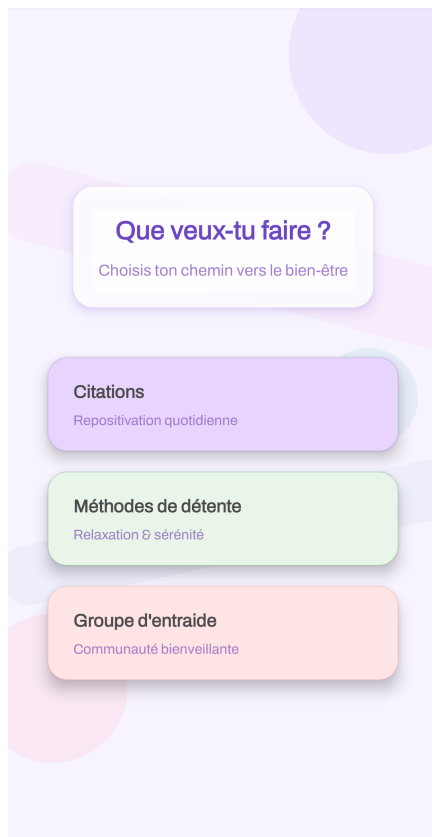 Que veux-tu faire ?
Choisis ton chemin vers le bien-être
Citations
Repositivation quotidienne
Méthodes de détente
Relaxation & sérénité
Groupe d'entraide
Communauté bienveillante